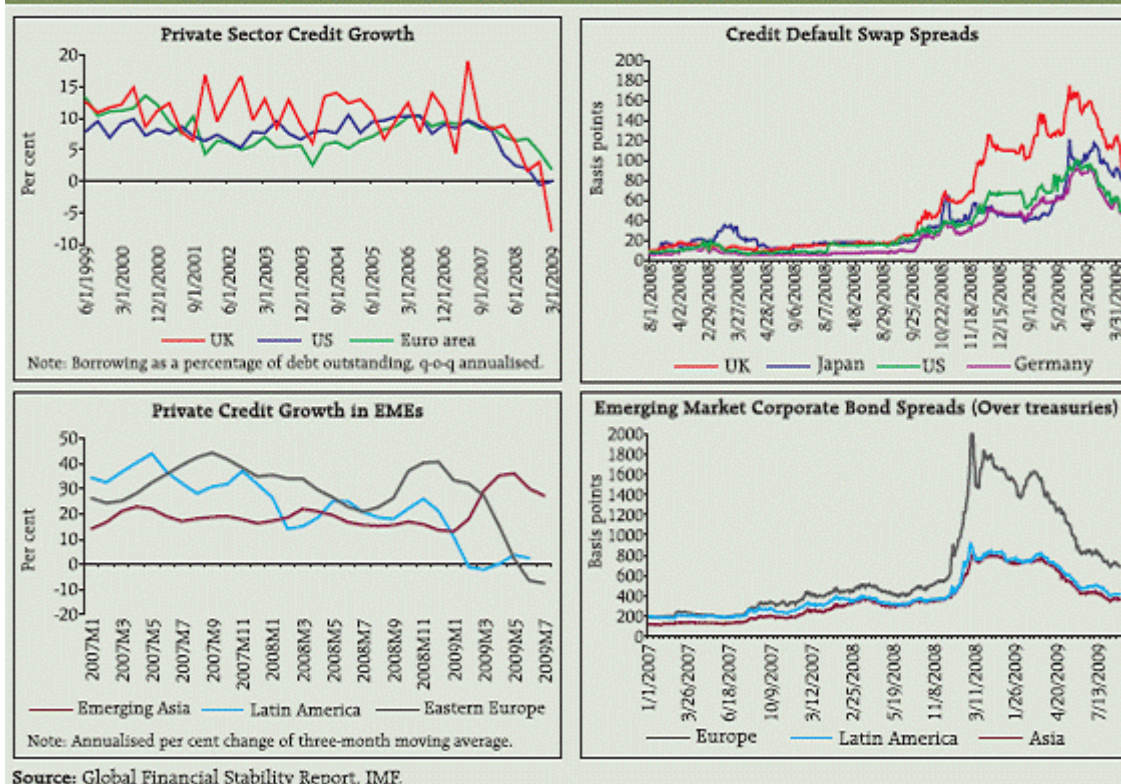 Private Sector Credit Growth
20
15
10
5
0
-5
-10
Per cent
6/1/1999
3/1/2000
12/1/2000
9/1/2001
6/1/2002
3/1/2003
12/1/2003
9/1/2004
6/1/2005
3/1/2006
12/1/2006
9/1/2007
6/1/2008
3/1/2009
UK US Euro area
Note: Borrowing as a percentage of debt outstanding, q-o-q annualised.
Credit Default Swap Spreads
200
180
160
140
120
100
80
60
40
20
0
Basis points
8/1/2008
4/2/2008
2/29/2008
3/27/2008
4/28/2008
9/6/2008
8/7/2008
4/8/2008
8/29/2008
9/25/2008
10/22/2008
11/18/2008
12/15/2008
9/1/2009
5/2/2009
4/3/2009
3/31/2009
UK Japan US Germany
Private Credit Growth in EMEs
50
40
30
20
10
0
-10
-20
Per cent
2007M1
2007M3
2007M5
2007M7
2007M9
2007M11
2008M1
2008M5
2008M7
2008M9
2008M11
2009M1
2009M3
2009M5
2009M7
Emerging Asia Latin America Eastern Europe
Note: Annualised per cent change of three-month moving average.
Emerging Market Corporate Bond Spreads (Over treasuries)
2000
1800
1600
1400
1200
1000
800
600
400
200
0
Basis points
1/1/2007
3/26/2007
6/18/2007
10/9/2007
3/12/2007
2/25/2008
5/19/2008
11/8/2008
3/11/2008
1/26/2009
4/20/2009
7/13/2009
Europe Latin America Asia
Source: Global Financial Stability Report, IMF.